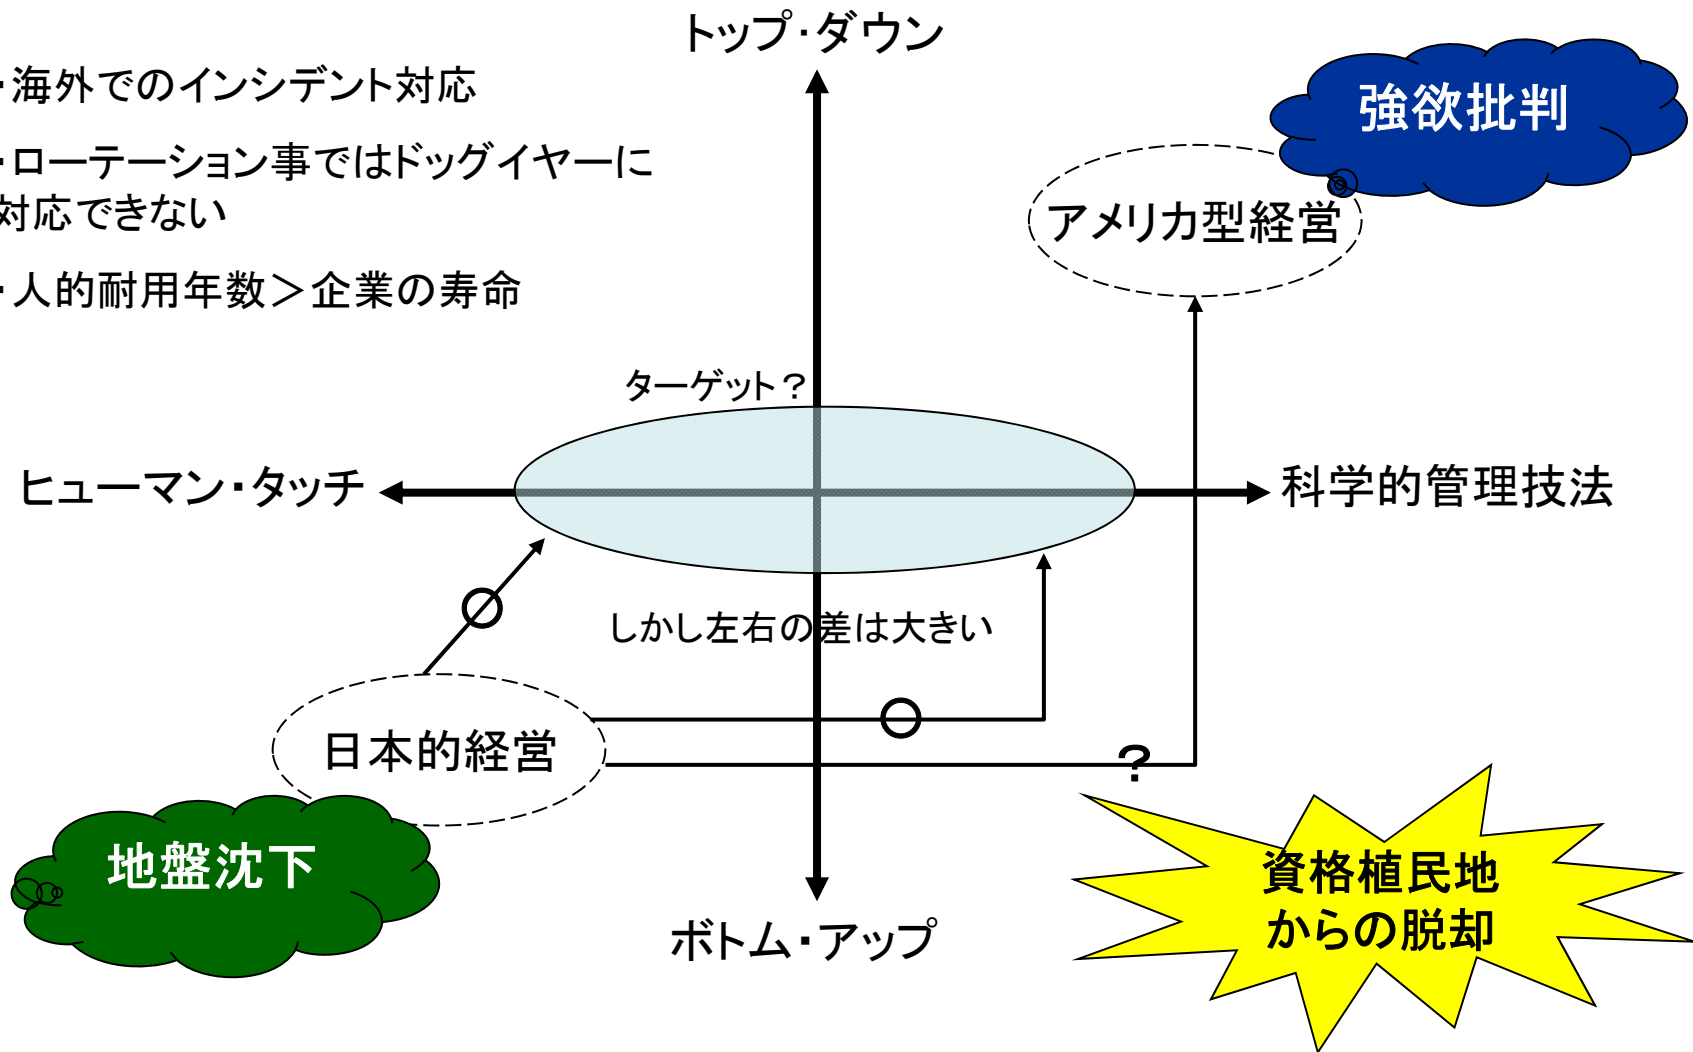 トップ・ダウン
・海外でのインシデント対応
・ローテーション事ではドッグイヤーに
対応できない
・人的耐用年数＞企業の寿命
強欲批判
アメリカ型経営
ターゲット？
ヒューマン・タッチ
科学的管理技法
しかし左右の差は大きい
日本的経営
？
地盤沈下
資格植民地
からの脱却
ボトム・アップ